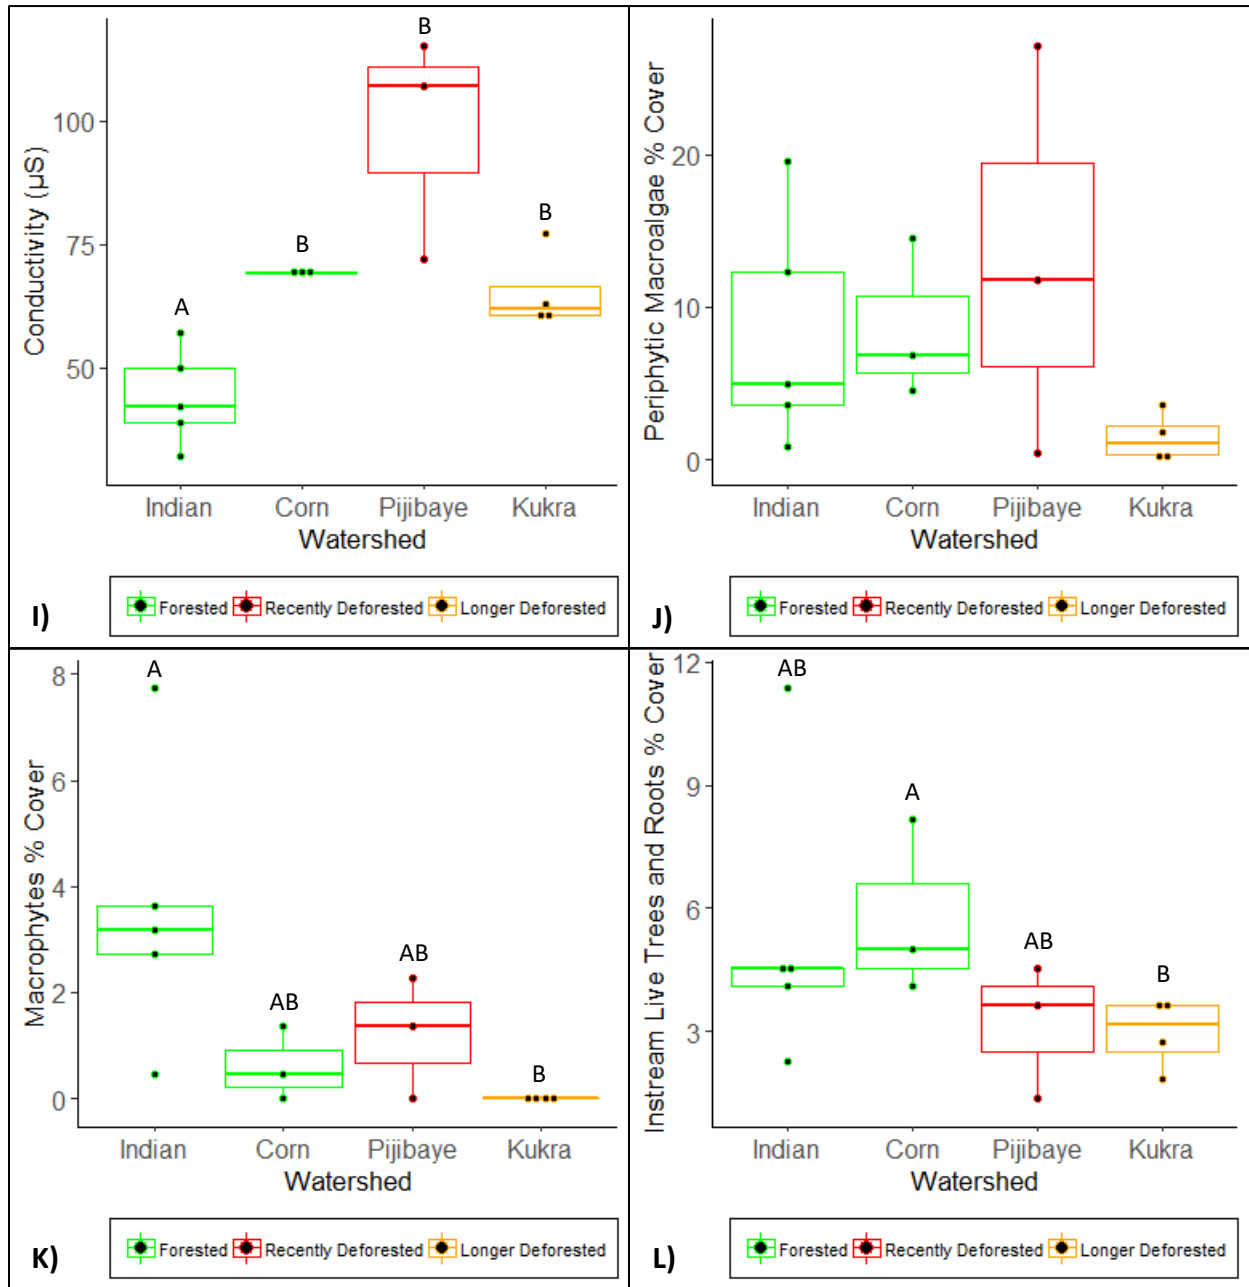 Conductivity (µS)
100
75
50
A
B
B
B
Indian Corn Pijibaye Kukra
Watershed
Forested Recently Deforested Longer Deforested
I)
Periphytic Macroalgae % Cover
20
10
0
Indian Corn Pijibaye Kukra
Watershed
Forested Recently Deforested Longer Deforested
J)
Macrophytes % Cover
8
6
4
2
0
A
AB
AB
B
Indian Corn Pijibaye Kukra
Watershed
Forested Recently Deforested Longer Deforested
K)
Instream Live Trees and Roots % Cover
12
9
6
3
AB
A
AB
B
Indian Corn Pijibaye Kukra
Watershed
Forested Recently Deforested Longer Deforested
L)